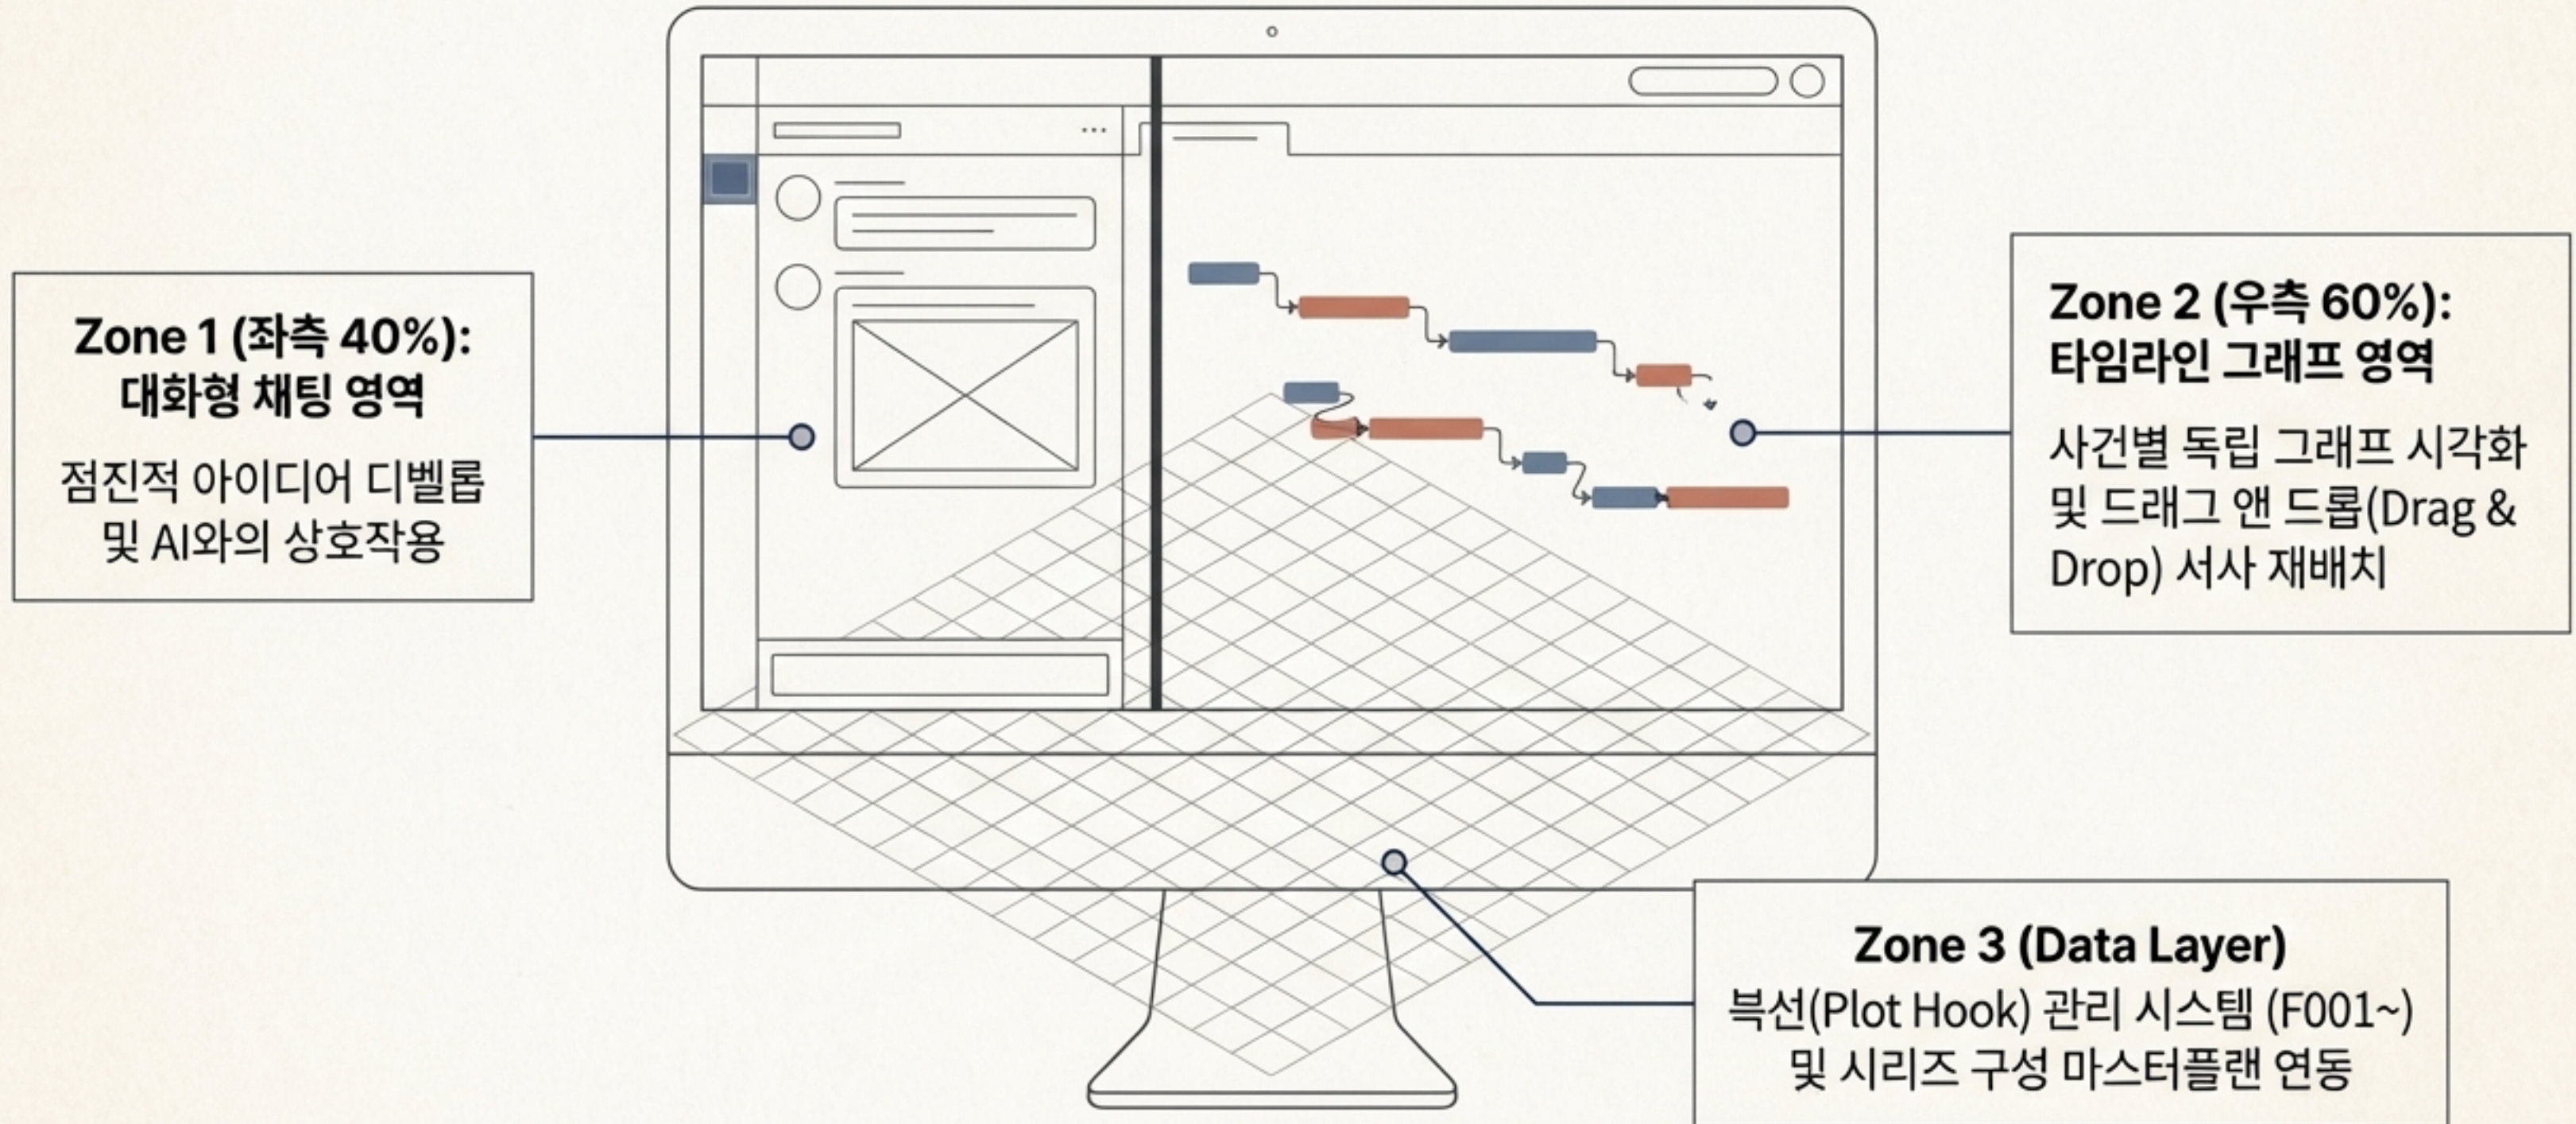 Zone 1 (좌측 40%):
대화형 채팅 영역
점진적 아이디어 디벨롭
및 AI와의 상호작용
Zone 2 (우측 60%):
타임라인 그래프 영역
사건별 독립 그래프 시각화
및 드래그 앤 드롭(Drag &
Drop) 서사 재배치
Zone 3 (Data Layer)
븍선(Plot Hook) 관리 시스템 (F001~)
및 시리즈 구성 마스터플랜 연동